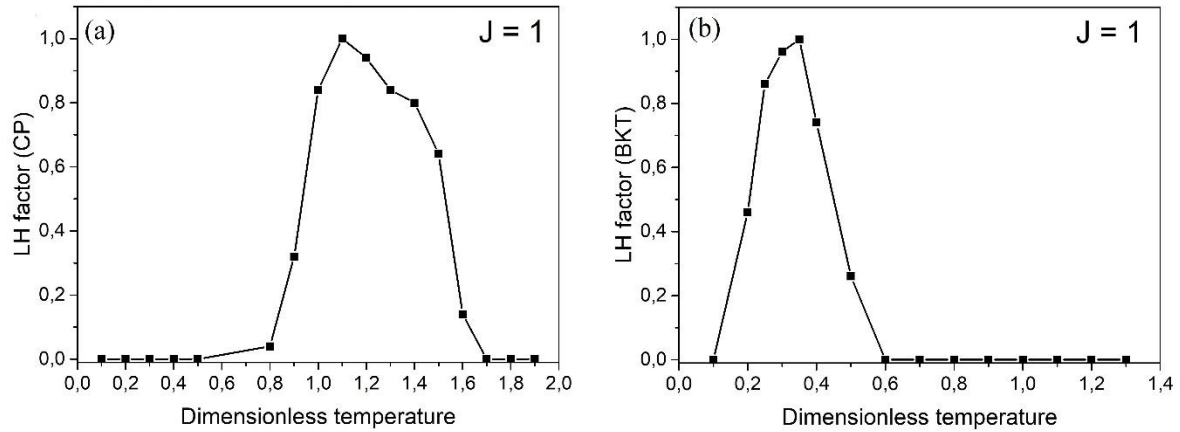 (a)
J = 1
LH factor (CP)
1,0
0,8
0,6
0,4
0,2
0,0
0,0 0,2 0,4 0,6 0,8 1,0 1,2 1,4 1,6 1,8 2,0
Dimensionless temperature
(b)
J = 1
LH factor (BKT)
1,0
0,8
0,6
0,4
0,2
0,0
0,0 0,2 0,4 0,6 0,8 1,0 1,2 1,4
Dimensionless temperature